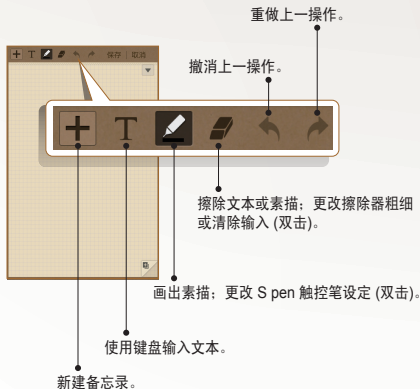 重做上一操作。
撤消上一操作。
保存 | 取消
T
擦除文本或素描；更改擦除器粗细
或清除输入 (双击)。
画出素描；更改 S pen 触控笔设定 (双击)。
使用键盘输入文本。
新建备忘录。